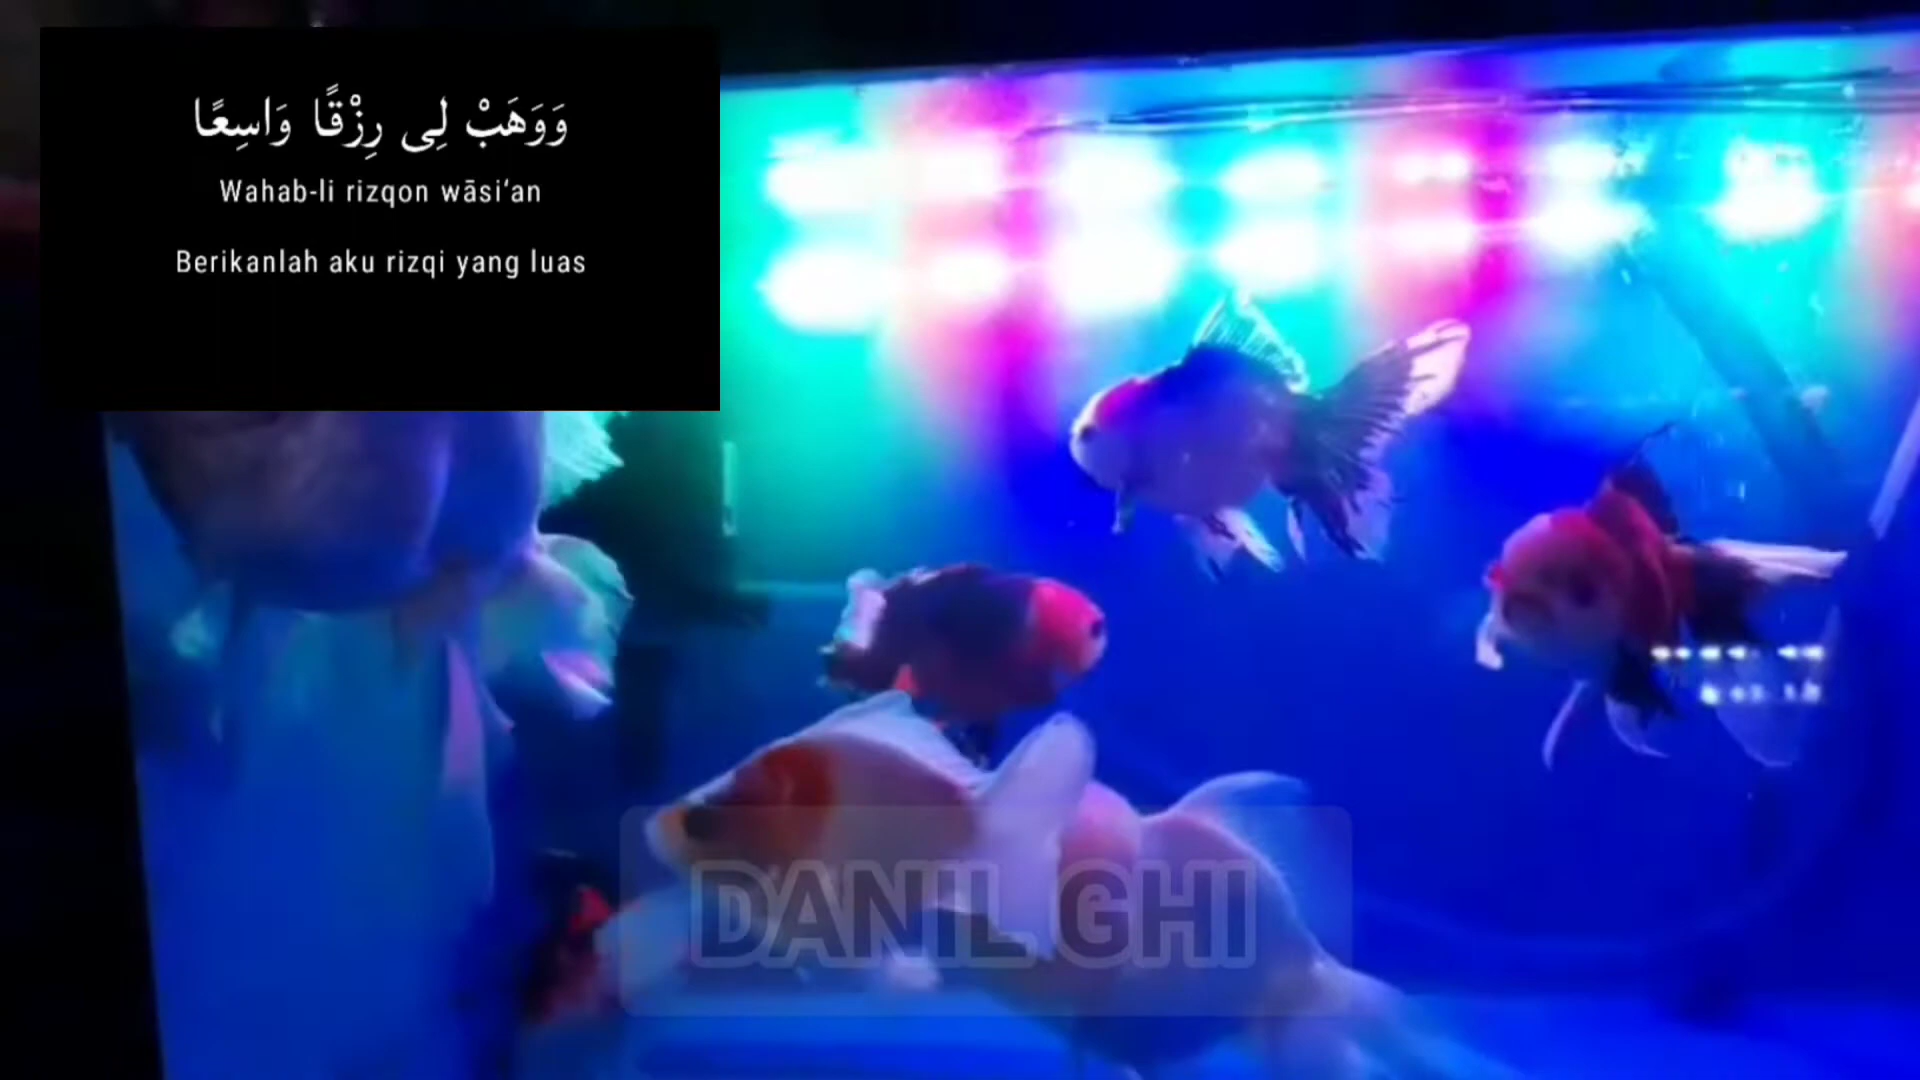 وَوَهَبْ لِى رِزْقًا وَاسِعًا
Wahab-li rizqon wāsi‘an
Berikanlah aku rizqi yang luas
DANIL GHI